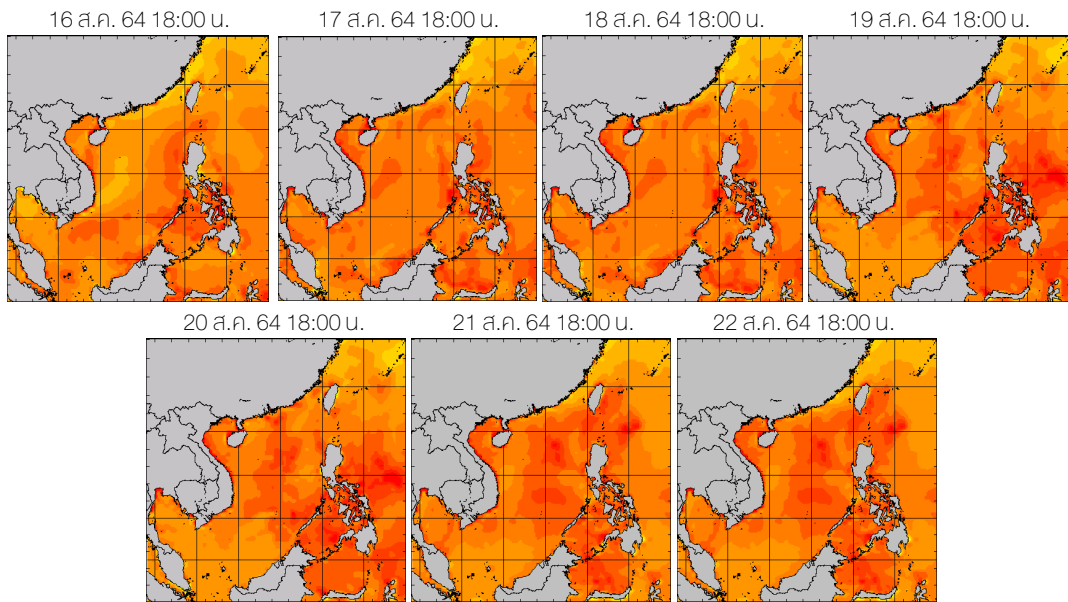 16 ส.ค. 64 18:00 น.
17 ส.ค. 64 18:00 น.
18 ส.ค. 64 18:00 น.
19 ส.ค. 64 18:00 น.
20 ส.ค. 64 18:00 น.
21 ส.ค. 64 18:00 น.
22 ส.ค. 64 18:00 น.